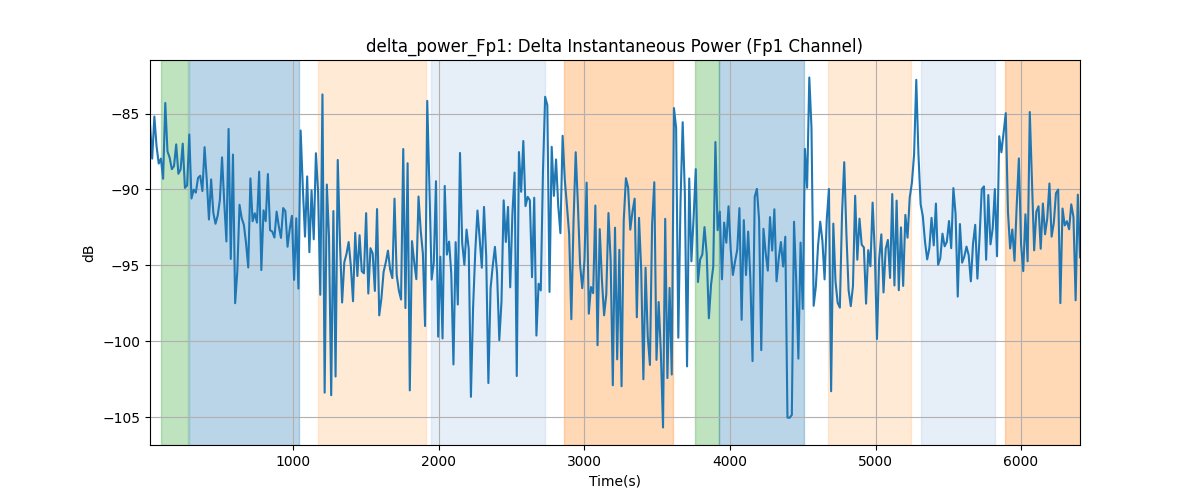 delta_power_Fp1: Delta Instantaneous Power (Fp1 Channel)
−85
−90
−95
−100
−105
dB
1000 2000 3000 4000 5000 6000
Time(s)